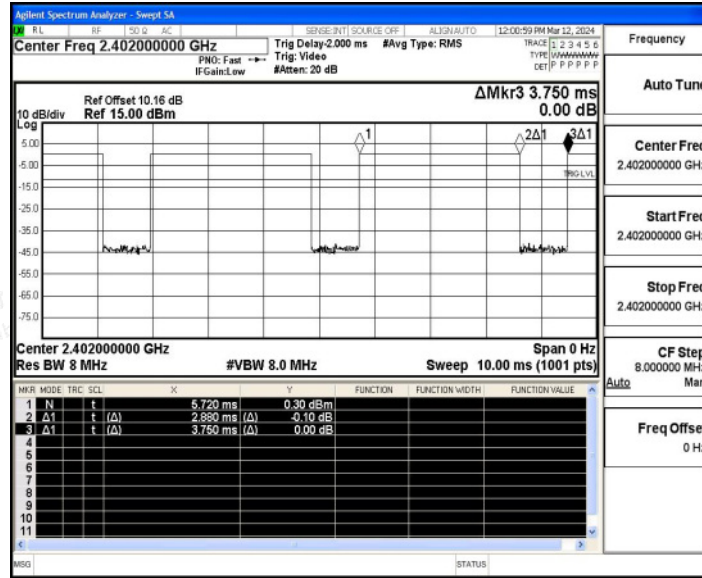 Agilent Spectrum Analyzer - Swept SA
RL RF 50 Ω AC SENSE:INT SOURCE OFF ALIGNAUTO 12:00:59 PM Mar 12, 2024
Center Freq 2.402000000 GHz
PNO: Fast
IFGain:Low
Trig Delay-2.000 ms
Trig: Video
#Atten: 20 dB
#Avg Type: RMS
TRACE 1 2 3 4 5 6
TYPE
DET P P P P P P
Ref Offset 10.16 dB
10 dB/div Ref 15.00 dBm
Log
ΔMkr3 3.750 ms
0.00 dB
1
2Δ1
3Δ1
TRIG LVL
5.00
-5.00
-15.0
-25.0
-35.0
-45.0
-55.0
-65.0
-75.0
Center 2.402000000 GHz Span 0 Hz
Res BW 8 MHz #VBW 8.0 MHz Sweep 10.00 ms (1001 pts)
MKR MODE TRC SCL X Y FUNCTION FUNCTION WIDTH FUNCTION VALUE
1 N t 5.720 ms 0.30 dBm
2 Δ1 t (Δ) 2.880 ms (Δ) -0.10 dB
3 Δ1 t (Δ) 3.750 ms (Δ) 0.00 dB
4
5
6
7
8
9
10
11
MSG STATUS
Frequency
Auto Tune
Center Freq
2.402000000 GHz
Start Freq
2.402000000 GHz
Stop Freq
2.402000000 GHz
CF Step
8.000000 MHz
Auto Man
Freq Offset
0 Hz